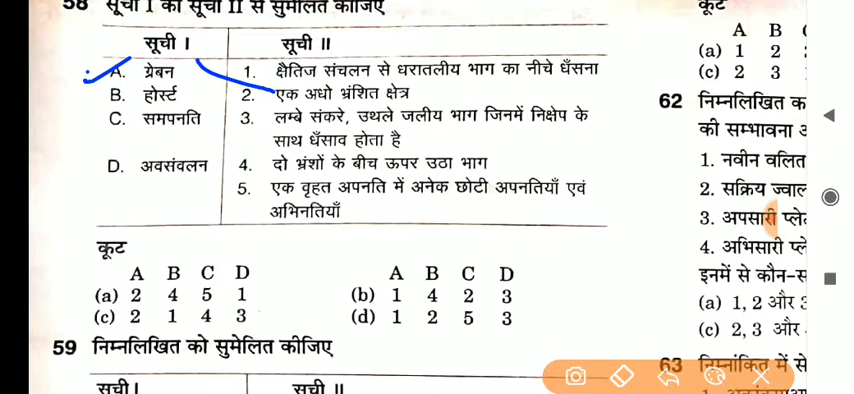 58 सूची I को सूची II से सुमेलित कीजिए
सूची I सूची II
A. ग्रेबन 1. क्षैतिज संचलन से धरातलीय भाग का नीचे धँसना
B. होर्स्ट 2. एक अधो भ्रंशित क्षेत्र
C. समपनति 3. लम्बे संकरे, उथले जलीय भाग जिनमें निक्षेप के
साथ धँसाव होता है
D. अवसंवलन 4. दो भ्रंशों के बीच ऊपर उठा भाग
5. एक वृहत अपनति में अनेक छोटी अपनतियाँ एवं
अभिनतियाँ
कूट
A B C D A B C D
(a) 2 4 5 1 (b) 1 4 2 3
(c) 2 1 4 3 (d) 1 2 5 3
59 निम्नलिखित को सुमेलित कीजिए
सूची I सूची II
कूट
A B
(a) 1 2
(c) 2 3
62 निम्नलिखित क
की सम्भावना
1. नवीन वलित
2. सक्रिय
3. अपसारी
4. अभिसारी
इनमें से कौन-स
(a) 1, 2 और 3
(c) 2, 3 और
63 निम्नांकित में से